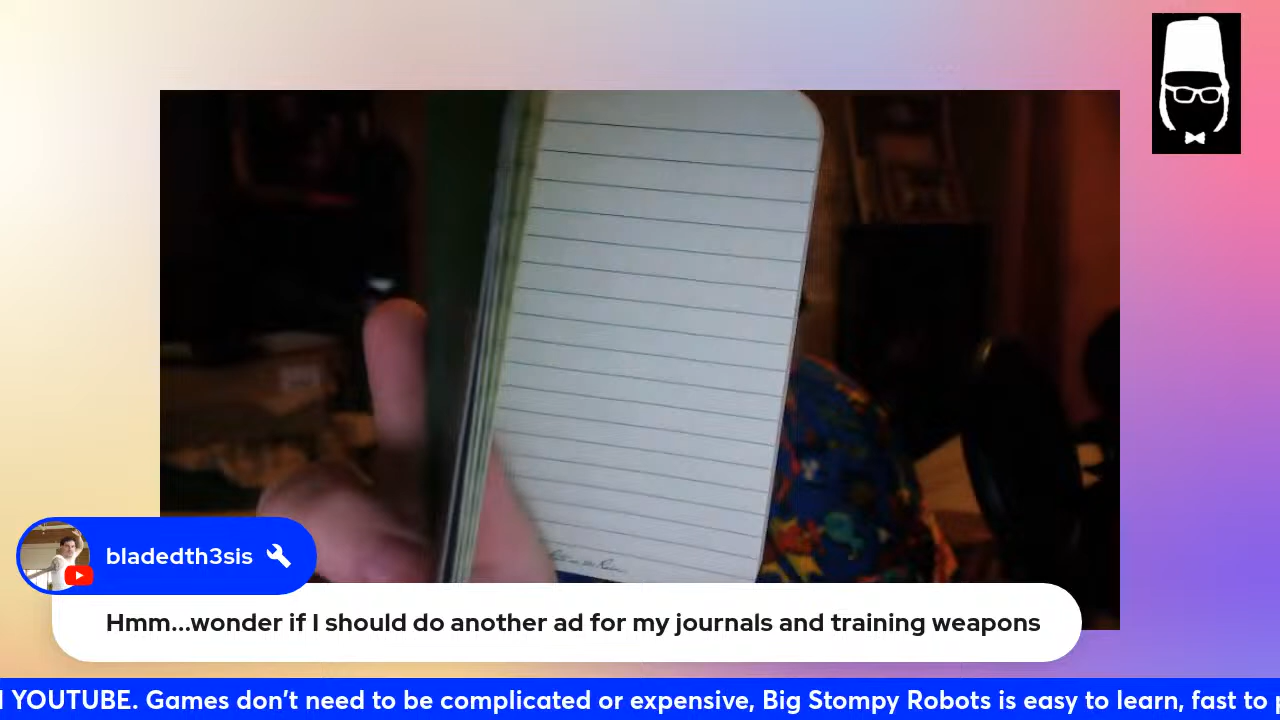 bladedth3sis
Hmm...wonder if I should do another ad for my journals and training weapons
YOUTUBE. Games don't need to be complicated or expensive, Big Stompy Robots is easy to learn, fast to